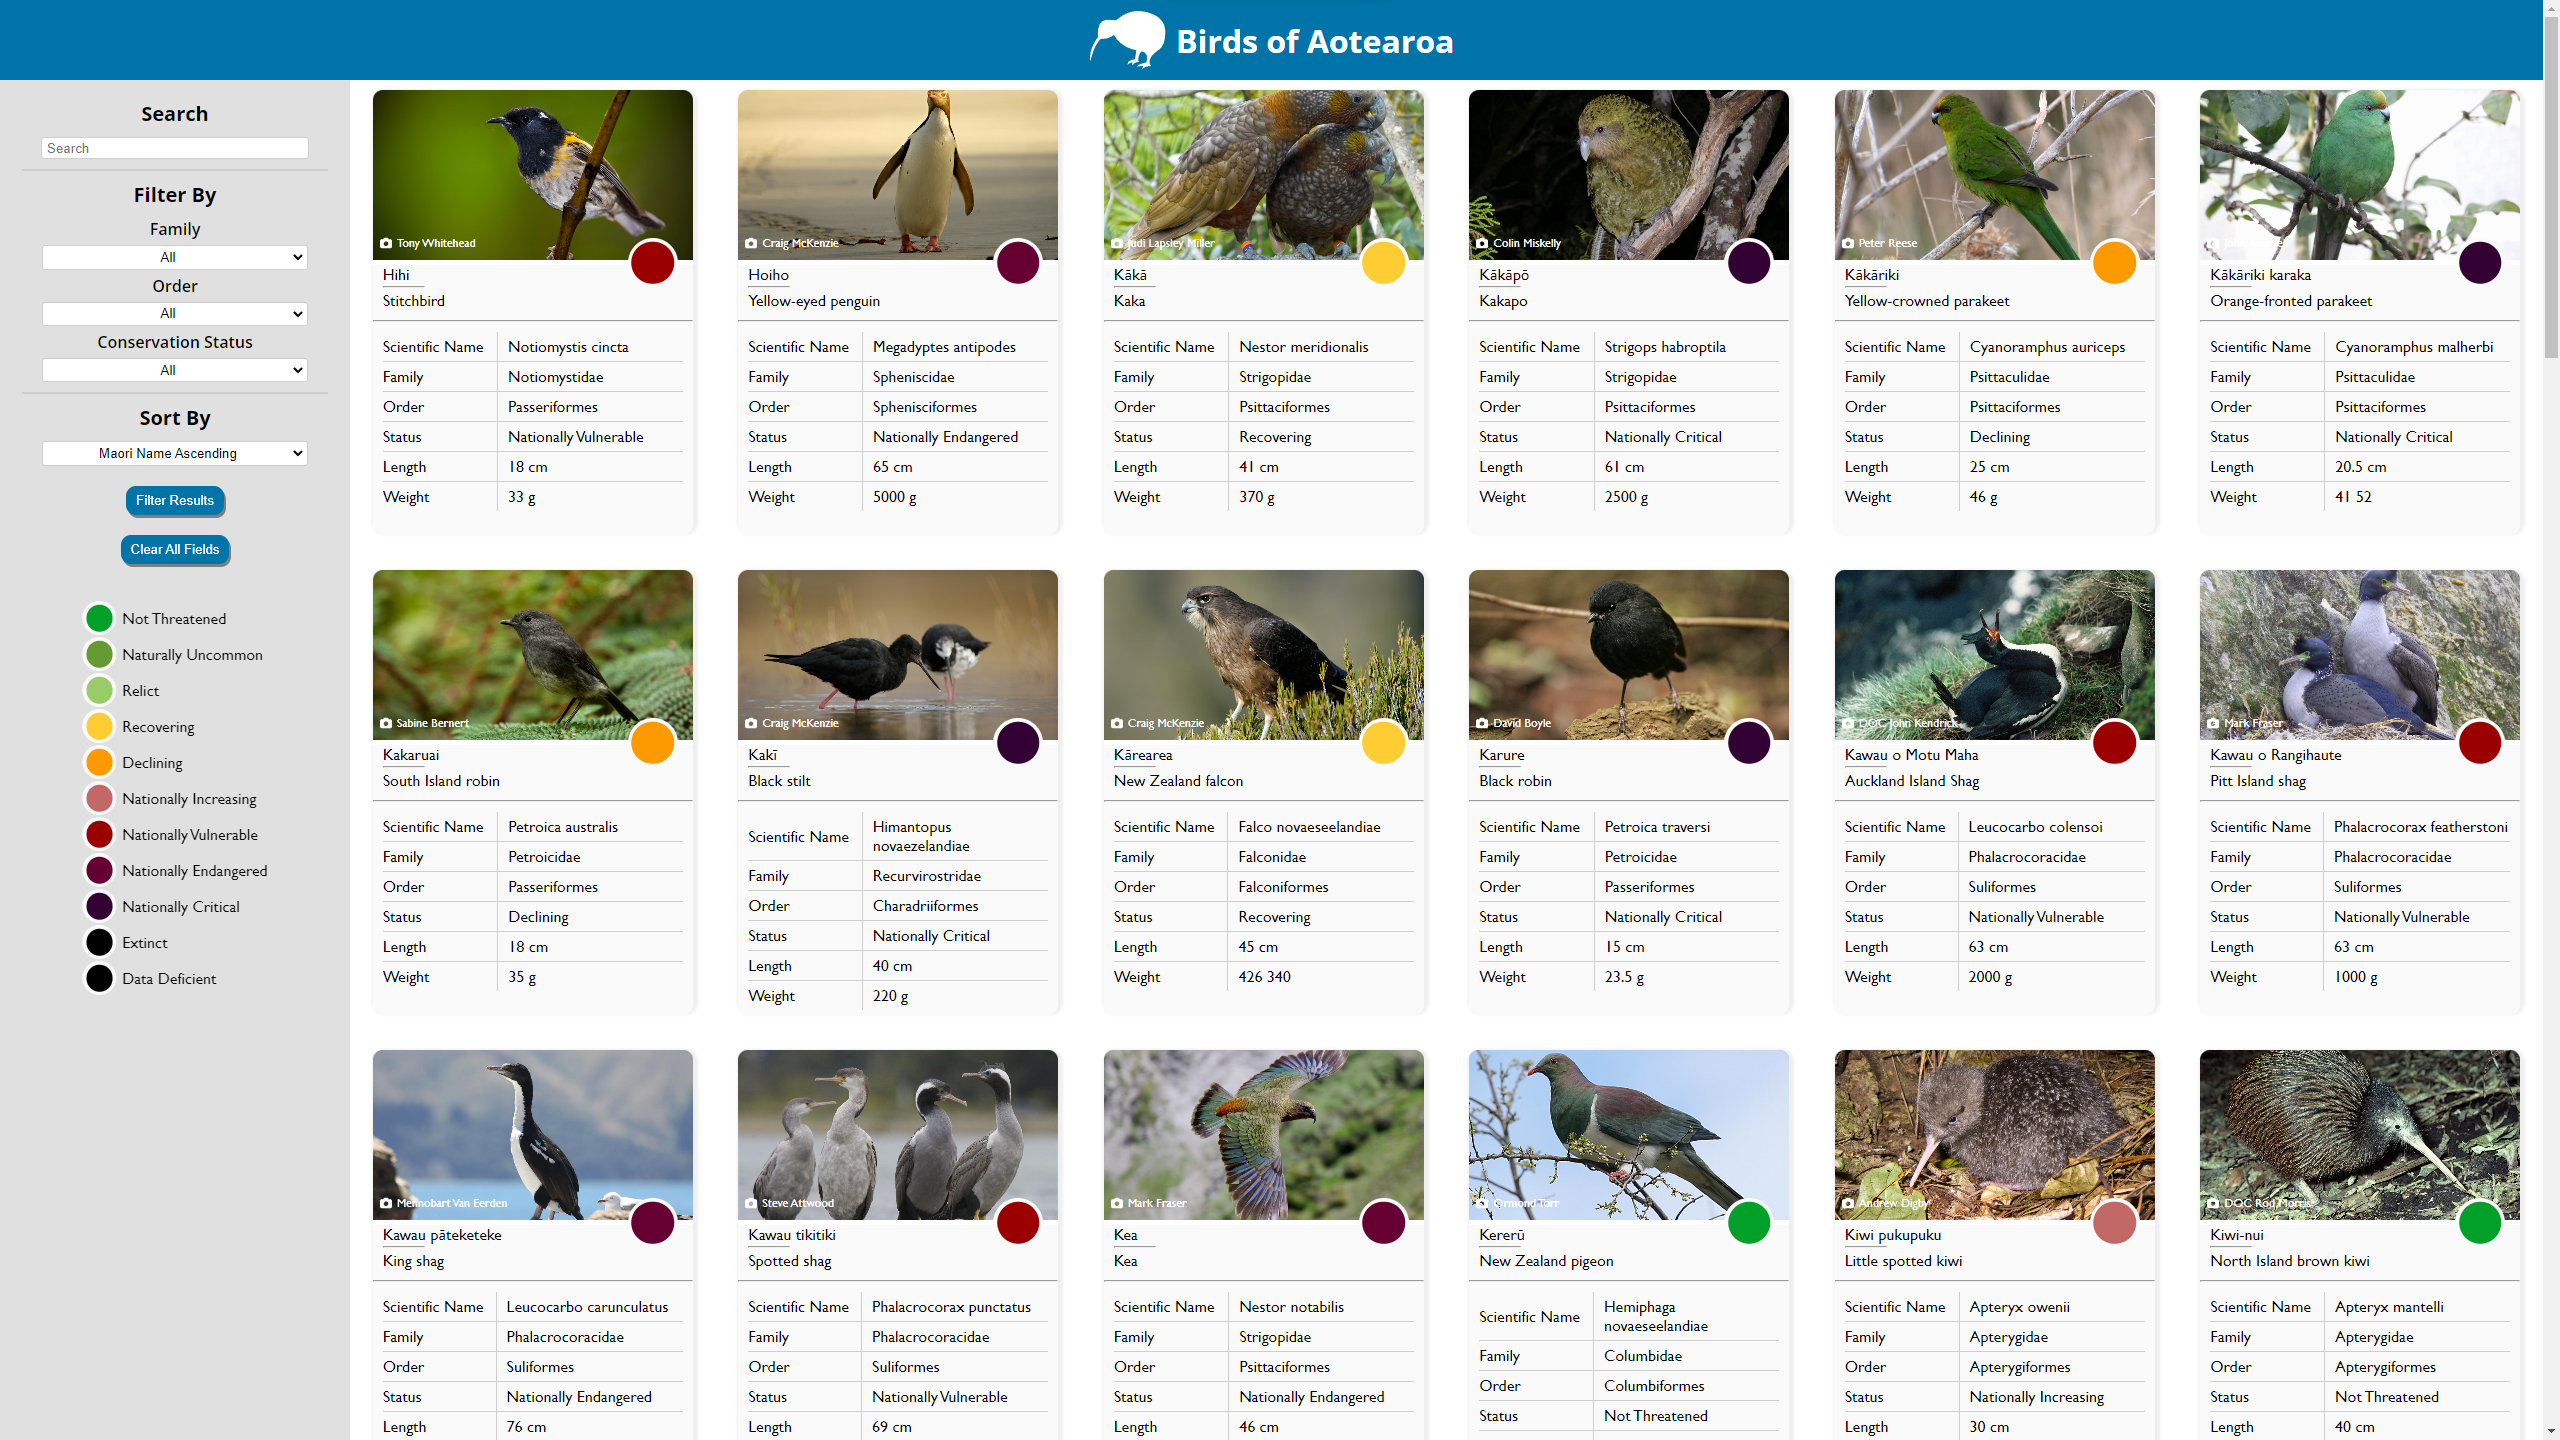 Birds of Aotearoa
Search
Search
Filter By
Family
All
Order
All
Conservation Status
All
Sort By
Maori Name Ascending
Filter Results
Clear All Fields
Not Threatened
Naturally Uncommon
Relict
Recovering
Declining
Nationally Increasing
Nationally Vulnerable
Nationally Endangered
Nationally Critical
Extinct
Data Deficient
Tony Whitehead
Hihi
Stitchbird
Scientific Name Notiomystis cincta
Family Notiomystidae
Order Passeriformes
Status Nationally Vulnerable
Length 18 cm
Weight 33 g
Craig McKenzie
Hoiho
Yellow-eyed penguin
Scientific Name Megadyptes antipodes
Family Spheniscidae
Order Sphenisciformes
Status Nationally Endangered
Length 65 cm
Weight 5000 g
Judi Lapsley Miller
Kākā
Kaka
Scientific Name Nestor meridionalis
Family Strigopidae
Order Psittaciformes
Status Recovering
Length 41 cm
Weight 370 g
Colin Miskelly
Kākāpō
Kakapo
Scientific Name Strigops habroptila
Family Strigopidae
Order Psittaciformes
Status Nationally Critical
Length 61 cm
Weight 2500 g
Peter Reese
Kākāriki
Yellow-crowned parakeet
Scientific Name Cyanoramphus auriceps
Family Psittaculidae
Order Psittaciformes
Status Declining
Length 25 cm
Weight 46 g
Kākāriki karaka
Orange-fronted parakeet
Scientific Name Cyanoramphus malherbi
Family Psittaculidae
Order Psittaciformes
Status Nationally Critical
Length 20.5 cm
Weight 41 52
Sabine Bernert
Kakaruai
South Island robin
Scientific Name Petroica australis
Family Petroicidae
Order Passeriformes
Status Declining
Length 18 cm
Weight 35 g
Craig McKenzie
Kakī
Black stilt
Scientific Name Himantopus
novaezelandiae
Family Recurvirostridae
Order Charadriiformes
Status Nationally Critical
Length 40 cm
Weight 220 g
Craig McKenzie
Kārearea
New Zealand falcon
Scientific Name Falco novaeseelandiae
Family Falconidae
Order Falconiformes
Status Recovering
Length 45 cm
Weight 426 340
David Boyle
Karure
Black robin
Scientific Name Petroica traversi
Family Petroicidae
Order Passeriformes
Status Nationally Critical
Length 15 cm
Weight 23.5 g
DOC John Kendrick
Kawau o Motu Maha
Auckland Island Shag
Scientific Name Leucocarbo colensoi
Family Phalacrocoracidae
Order Suliformes
Status Nationally Vulnerable
Length 63 cm
Weight 2000 g
Mark Fraser
Kawau o Rangihaute
Pitt Island shag
Scientific Name Phalacrocorax featherstoni
Family Phalacrocoracidae
Order Suliformes
Status Nationally Vulnerable
Length 63 cm
Weight 1000 g
Mennobart Van Eerden
Kawau pāteketeke
King shag
Scientific Name Leucocarbo carunculatus
Family Phalacrocoracidae
Order Suliformes
Status Nationally Endangered
Length 76 cm
Steve Attwood
Kawau tikitiki
Spotted shag
Scientific Name Phalacrocorax punctatus
Family Phalacrocoracidae
Order Suliformes
Status Nationally Vulnerable
Length 69 cm
Mark Fraser
Kea
Kea
Scientific Name Nestor notabilis
Family Strigopidae
Order Psittaciformes
Status Nationally Endangered
Length 46 cm
Ormond Torr
Kererū
New Zealand pigeon
Scientific Name Hemiphaga
novaeseelandiae
Family Columbidae
Order Columbiformes
Status Not Threatened
Andrew Digby
Kiwi pukupuku
Little spotted kiwi
Scientific Name Apteryx owenii
Family Apterygidae
Order Apterygiformes
Status Nationally Increasing
Length 30 cm
DOC Rod Morris
Kiwi-nui
North Island brown kiwi
Scientific Name Apteryx mantelli
Family Apterygidae
Order Apterygiformes
Status Not Threatened
Length 40 cm